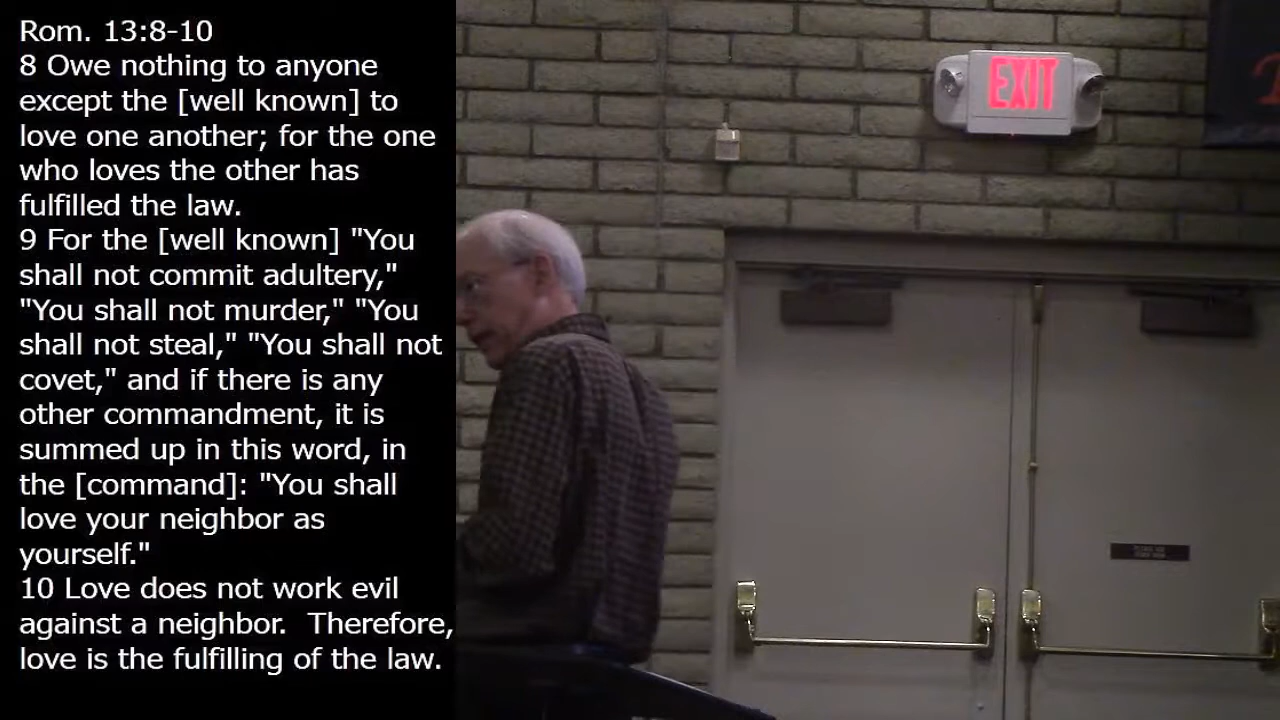 Rom. 13:8-10
8 Owe nothing to anyone
except the [well known] to
love one another; for the one
who loves the other has
fulfilled the law.
9 For the [well known] "You
shall not commit adultery,"
"You shall not murder," "You
shall not steal," "You shall not
covet," and if there is any
other commandment, it is
summed up in this word, in
the [command]: "You shall
love your neighbor as
yourself."
10 Love does not work evil
against a neighbor.  Therefore,
love is the fulfilling of the law.
EXIT